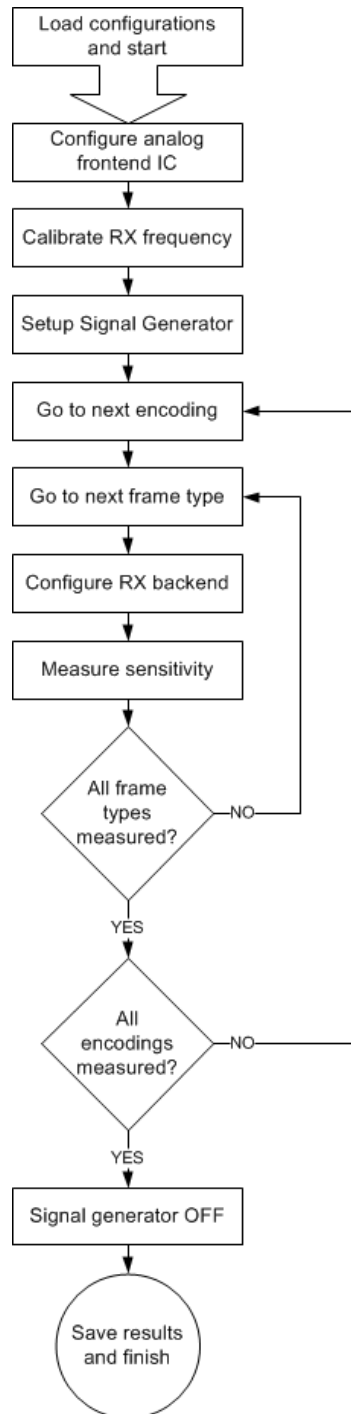 Load configurations
and start
Configure analog
frontend IC
Calibrate RX frequency
Setup Signal Generator
Go to next encoding
Go to next frame type
Configure RX backend
Measure sensitivity
All frame
types
measured?
NO
YES
All
encodings
measured?
NO
YES
Signal generator OFF
Save results
and finish